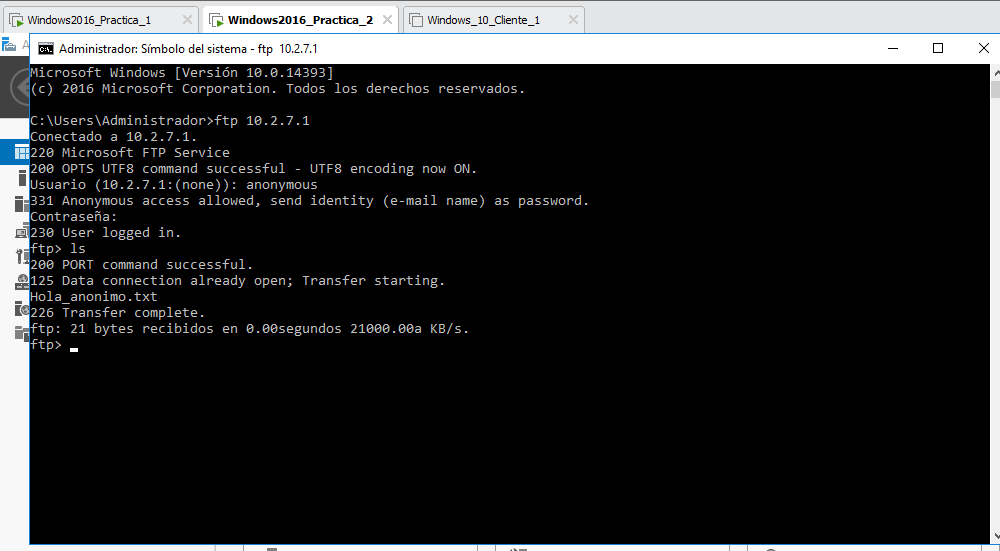 Windows2016_Practica_1
Windows2016_Practica_2
Windows_10_Cliente_1
Administrador: Símbolo del sistema - ftp  10.2.7.1
Microsoft Windows [Versión 10.0.14393]
(c) 2016 Microsoft Corporation. Todos los derechos reservados.
C:\Users\Administrador>ftp 10.2.7.1
Conectado a 10.2.7.1.
220 Microsoft FTP Service
200 OPTS UTF8 command successful - UTF8 encoding now ON.
Usuario (10.2.7.1:(none)): anonymous
331 Anonymous access allowed, send identity (e-mail name) as password.
Contraseña:
230 User logged in.
ftp> ls
200 PORT command successful.
125 Data connection already open; Transfer starting.
Hola_anonimo.txt
226 Transfer complete.
ftp: 21 bytes recibidos en 0.00segundos 21000.00a KB/s.
ftp>